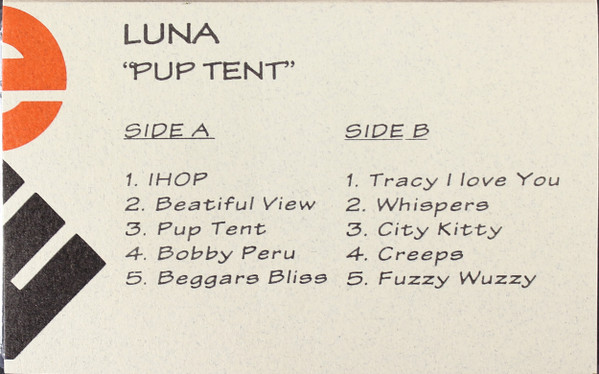 LUNA
"PUP TENT"
SIDE A
1. IHOP
2. Beatiful View
3. Pup Tent
4. Bobby Peru
5. Beggars Bliss
SIDE B
1. Tracy I love You
2. Whispers
3. City Kitty
4. Creeps
5. Fuzzy Wuzzy